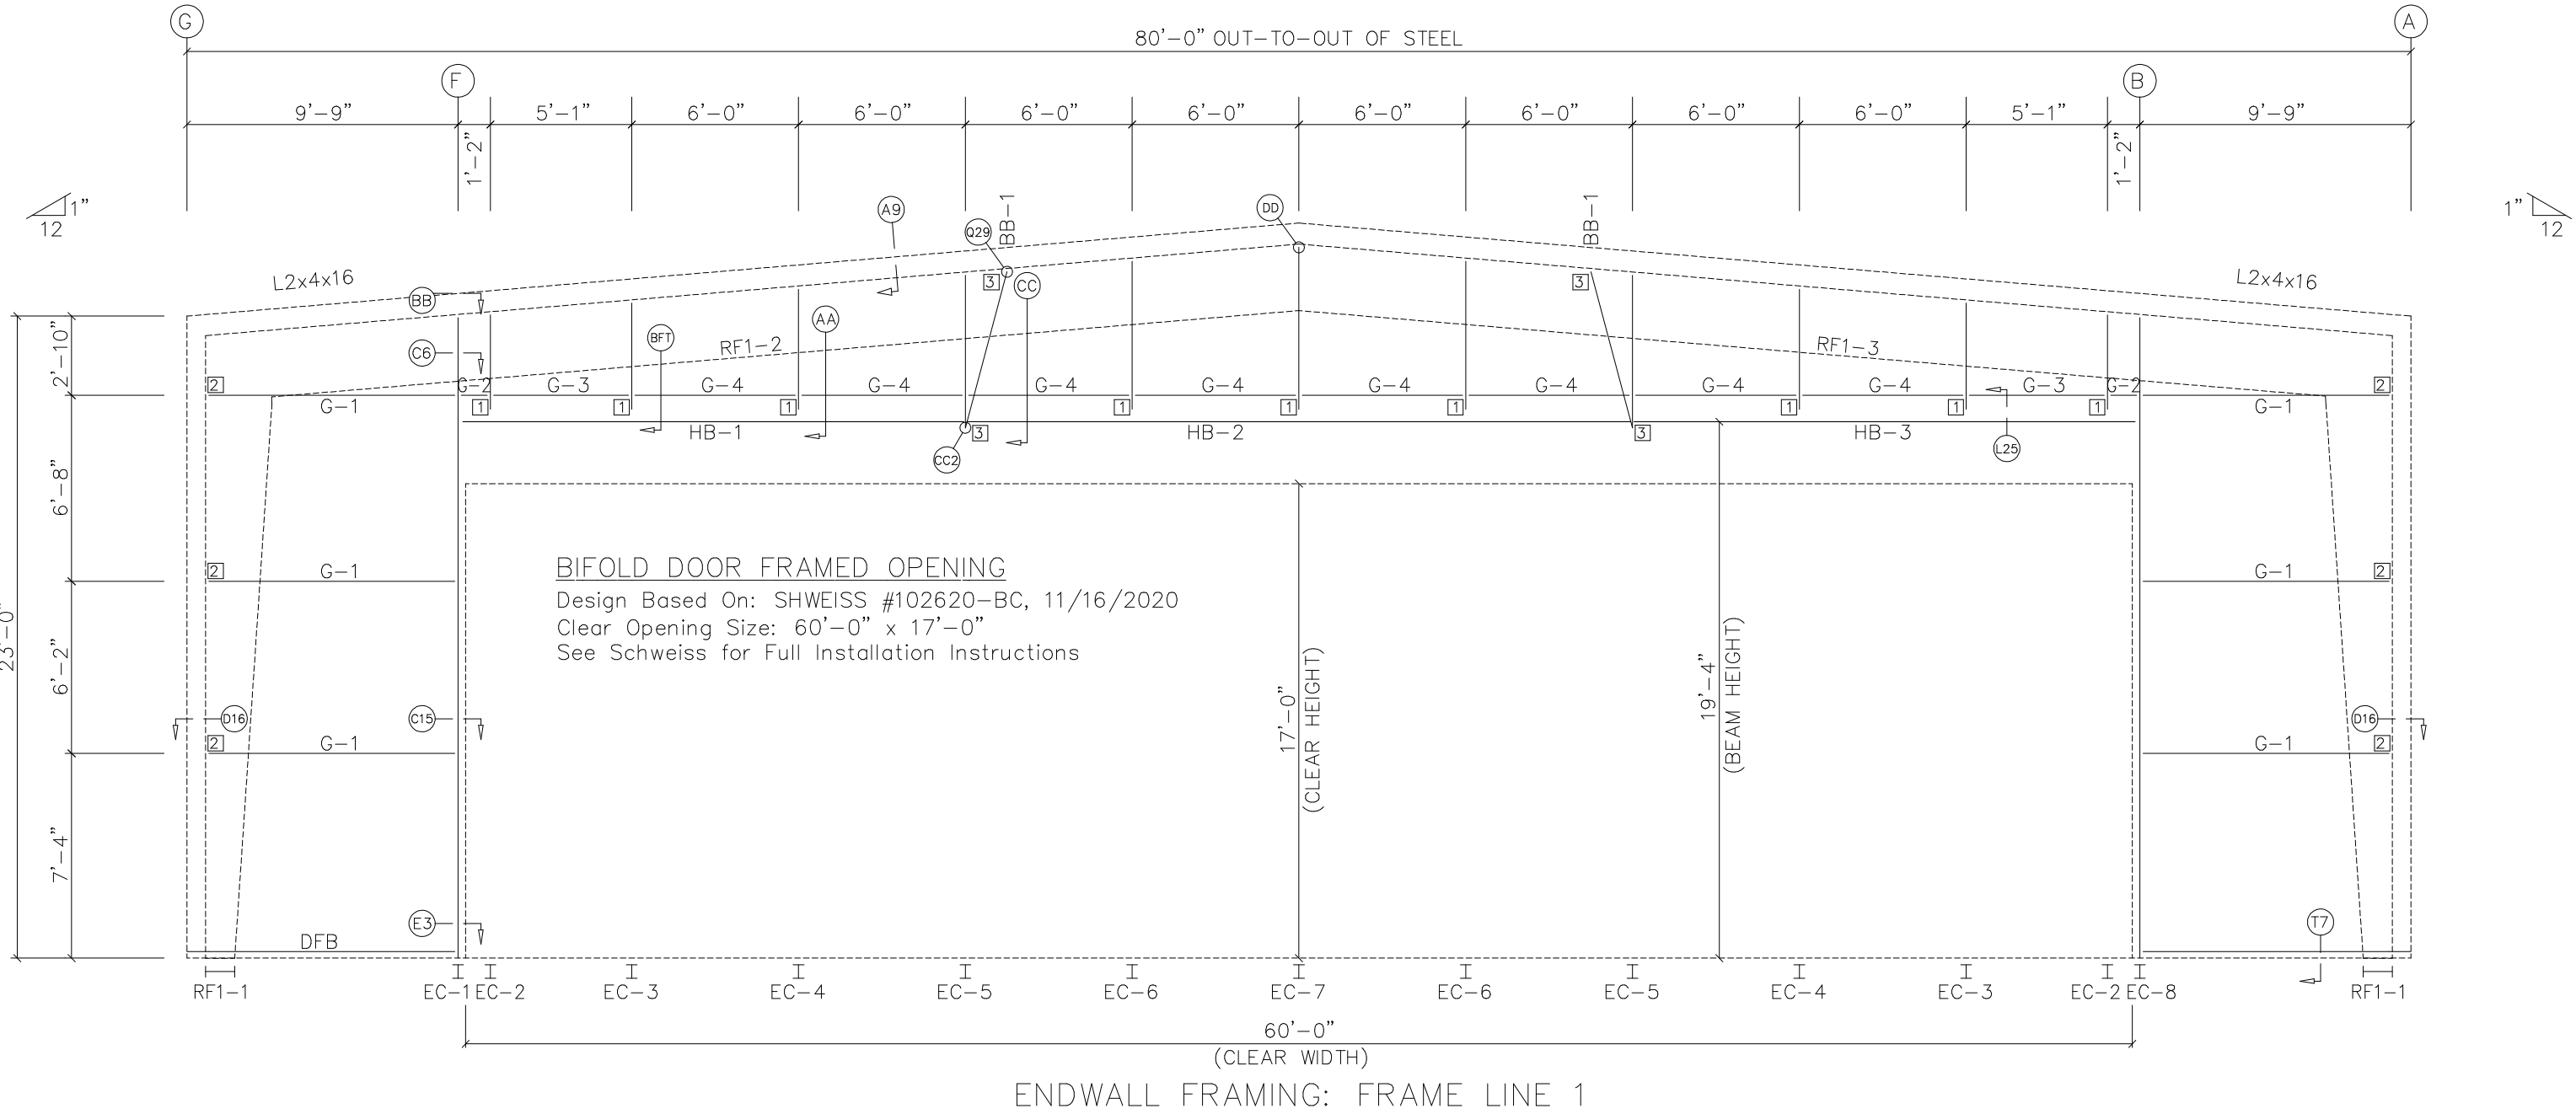 G A
80'-0" OUT-TO-OUT OF STEEL
F B
9'-9" 5'-1" 6'-0" 6'-0" 6'-0" 6'-0" 6'-0" 6'-0" 6'-0" 6'-0" 5'-1" 9'-9"
1'-2" 1'-2"
1" 12
1" 12
A9 Q29 BB-1 DD BB-1
L2x4x16 L2x4x16
BB 3 CC 3
C6 BFT AA RF1-2 RF1-3
2'-10"
2 G-2 G-3 G-4 G-4 G-4 G-4 G-4 G-4 G-4 G-4 G-3 G-2 2
G-1 1 1 1 1 1 1 1 1 1 G-1
HB-1 3 HB-2 3 HB-3
CC2 L25
6'-8"
BIFOLD DOOR FRAMED OPENING
2 G-1 G-1 2
Design Based On: SHWEISS #102620-BC, 11/16/2020
Clear Opening Size: 60'-0" x 17'-0"
See Schweiss for Full Installation Instructions
23'-0"
6'-2"
17'-0"
(CLEAR HEIGHT)
19'-4"
(BEAM HEIGHT)
D16 C15 D16
2 G-1 G-1 2
7'-4"
E3 T7
DFB
RF1-1 EC-1 EC-2 EC-3 EC-4 EC-5 EC-6 EC-7 EC-6 EC-5 EC-4 EC-3 EC-2 EC-8 RF1-1
60'-0"
(CLEAR WIDTH)
ENDWALL FRAMING: FRAME LINE 1